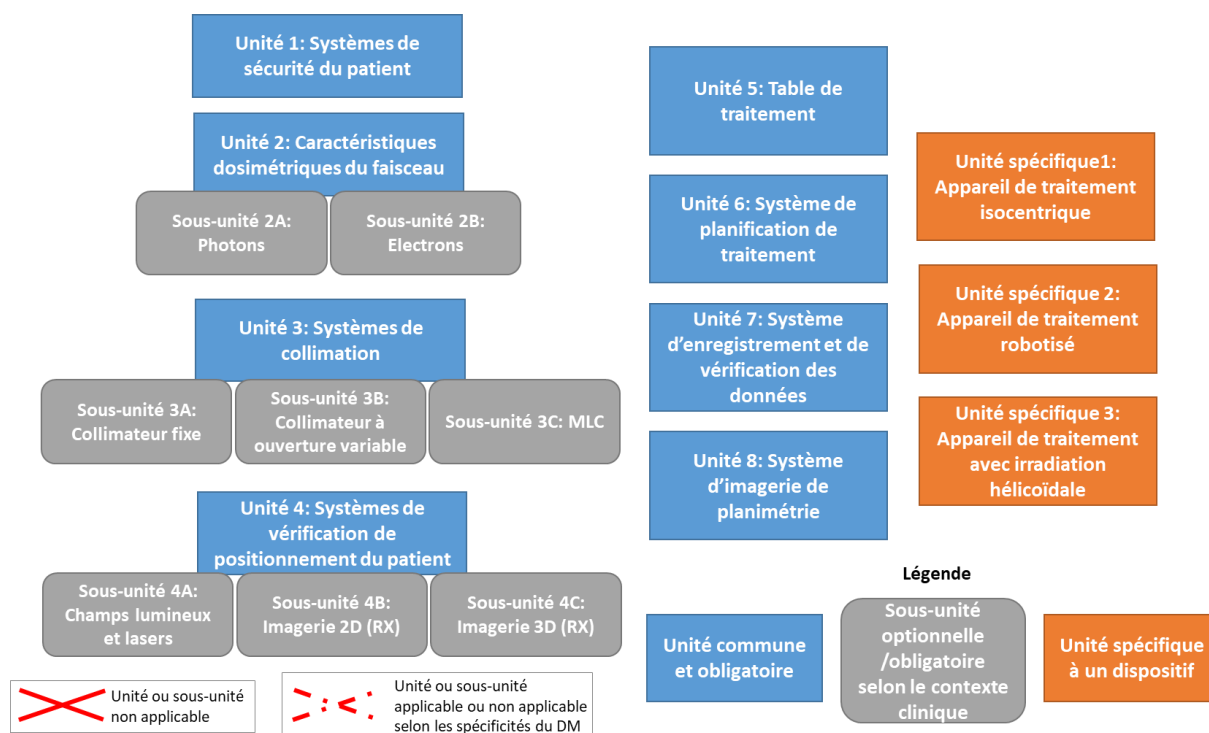 Unité 1: Systèmes de
sécurité du patient
Unité 2: Caractéristiques
dosimétriques du faisceau
Sous-unité 2A:
Photons
Sous-unité 2B:
Electrons
Unité 3: Systèmes de
collimation
Sous-unité 3A:
Collimateur fixe
Sous-unité 3B:
Collimateur à
ouverture variable
Sous-unité 3C: MLC
Unité 4: Systèmes de
vérification de
positionnement du patient
Sous-unité 4A:
Champs lumineux
et lasers
Sous-unité 4B:
Imagerie 2D (RX)
Sous-unité 4C:
Imagerie 3D (RX)
Unité ou sous-unité
non applicable
Unité ou sous-unité
applicable ou non applicable
selon les spécificités du DM
Unité 5: Table de
traitement
Unité 6: Système de
planification de
traitement
Unité 7: Système
d’enregistrement et de
vérification des
données
Unité 8: Système
d’imagerie de
planimétrie
Unité spécifique1:
Appareil de traitement
isocentrique
Unité spécifique 2:
Appareil de traitement
robotisé
Unité spécifique 3:
Appareil de traitement
avec irradiation
hélicoïdale
Légende
Unité commune
et obligatoire
Sous-unité
optionnelle
/obligatoire
selon le contexte
clinique
Unité spécifique
à un dispositif